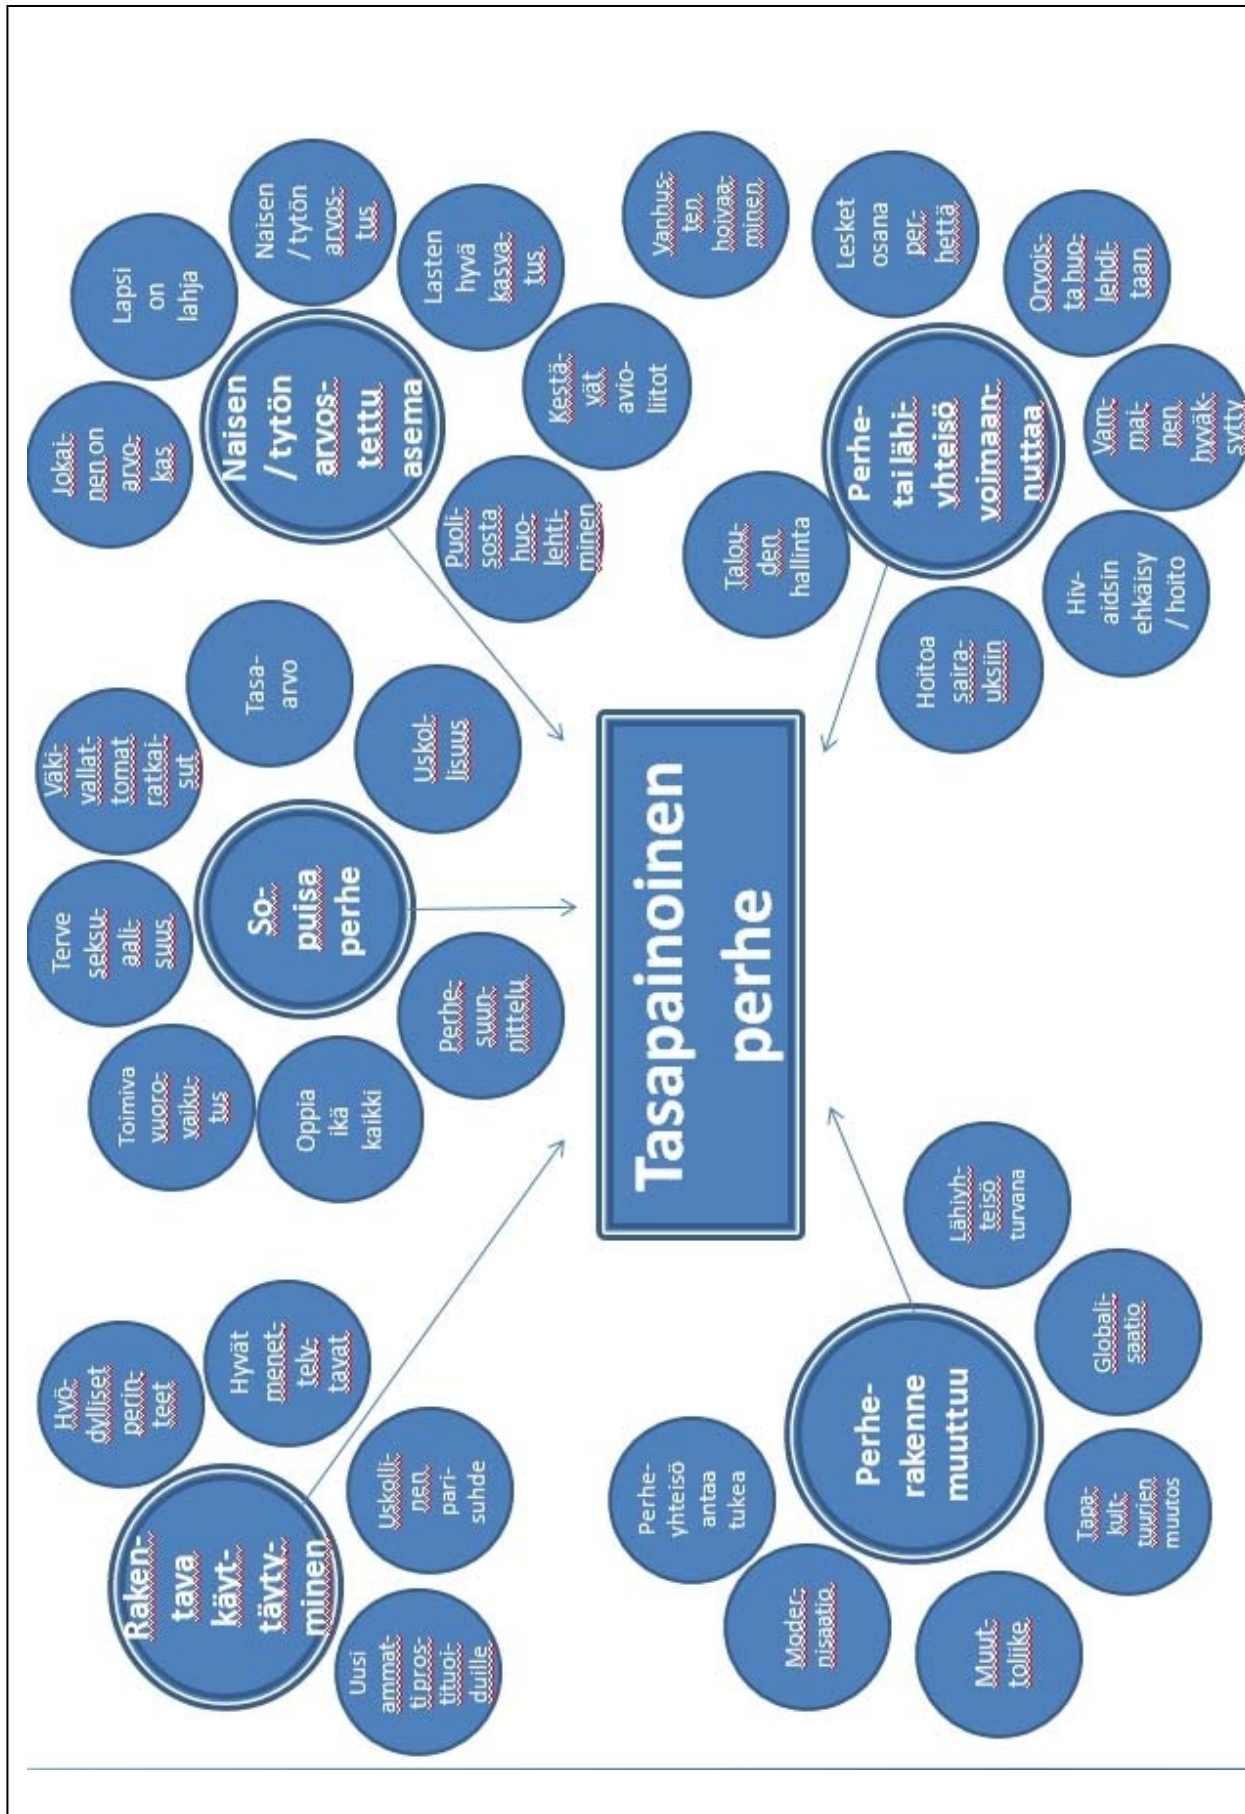 Hyö-
dylliset
perin-
teet
Hyvät
menet-
tely-
tavat
Raken-
tava
käyt-
täyty-
minen
Uusi
ammat-
ti pros-
tituoi-
duille
Uskolli-
nen
pari-
suhde
Toimiva
vuoro-
vaiku-
tus
Terve
seksu-
aali-
suus
Väki-
vallat-
tomat
ratkai-
sut
Tasa-
arvo
Oppia
ikä
kaikki
So-
puisa
perhe
Uskol-
lisuus
Perhe-
suun-
nittelu
Jokai-
nen on
arvo-
kas
Lapsi
on
lahja
Naisen
/ tytön
arvos-
tus
Naisen
/ tytön
arvos-
tettu
asema
Lasten
hyvä
kasva-
tus
Puoli-
sosta
huo-
lehti-
minen
Kestä-
vät
avio-
liitot
Tasapainoinen
perhe
Perhe-
yhteisö
antaa
tukea
Moder-
nisaatio
Perhe-
rakenne
muuttuu
Lähiyh-
teisö
turvana
Muut-
toliike
Tapa-
kult-
tuurien
muutos
Globali-
saatio
Vanhus-
ten
hoivaa-
minen
Talou-
den
hallinta
Lesket
osana
per-
hettä
Perhe-
tai lähi-
yhteisö
voimaan-
nuttaa
Hoitoa
saira-
uksiin
Orvois-
ta huo-
lehdi-
taan
Hiv-
aidsin
ehkäisy
/ hoito
Vam-
mai-
nen
hyväk-
sytty